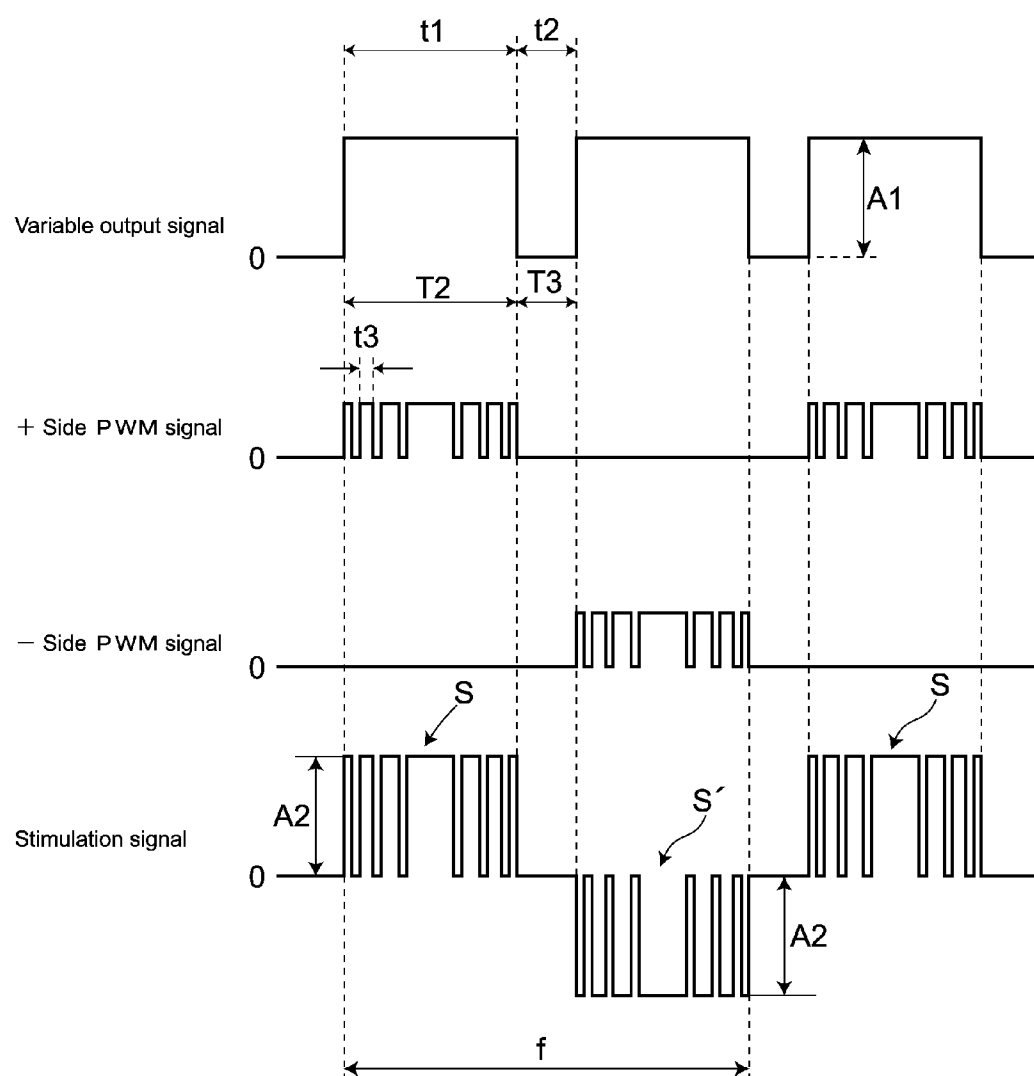 t1 t2
A1
Variable output signal
0
T2 T3
t3
+ Side PWM signal
0
− Side PWM signal
0
S S
S´
A2
Stimulation signal
0
A2
f